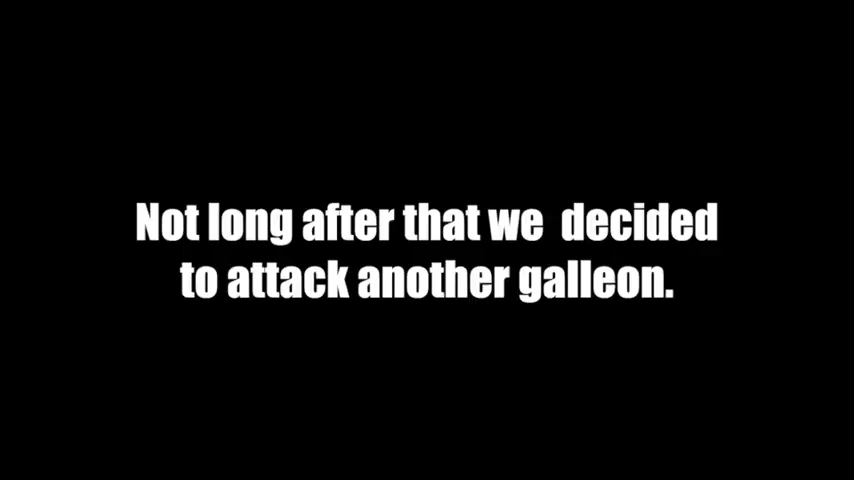 Not long after that we  decided
to attack another galleon.